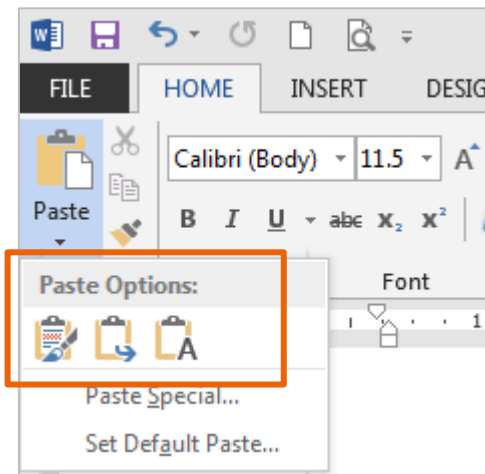 FILE HOME INSERT DESIG
Calibri (Body) 11.5 A
Paste
B I U abc X₂ X²
Paste Options:
Font
1
A
Paste Special...
Set Default Paste...